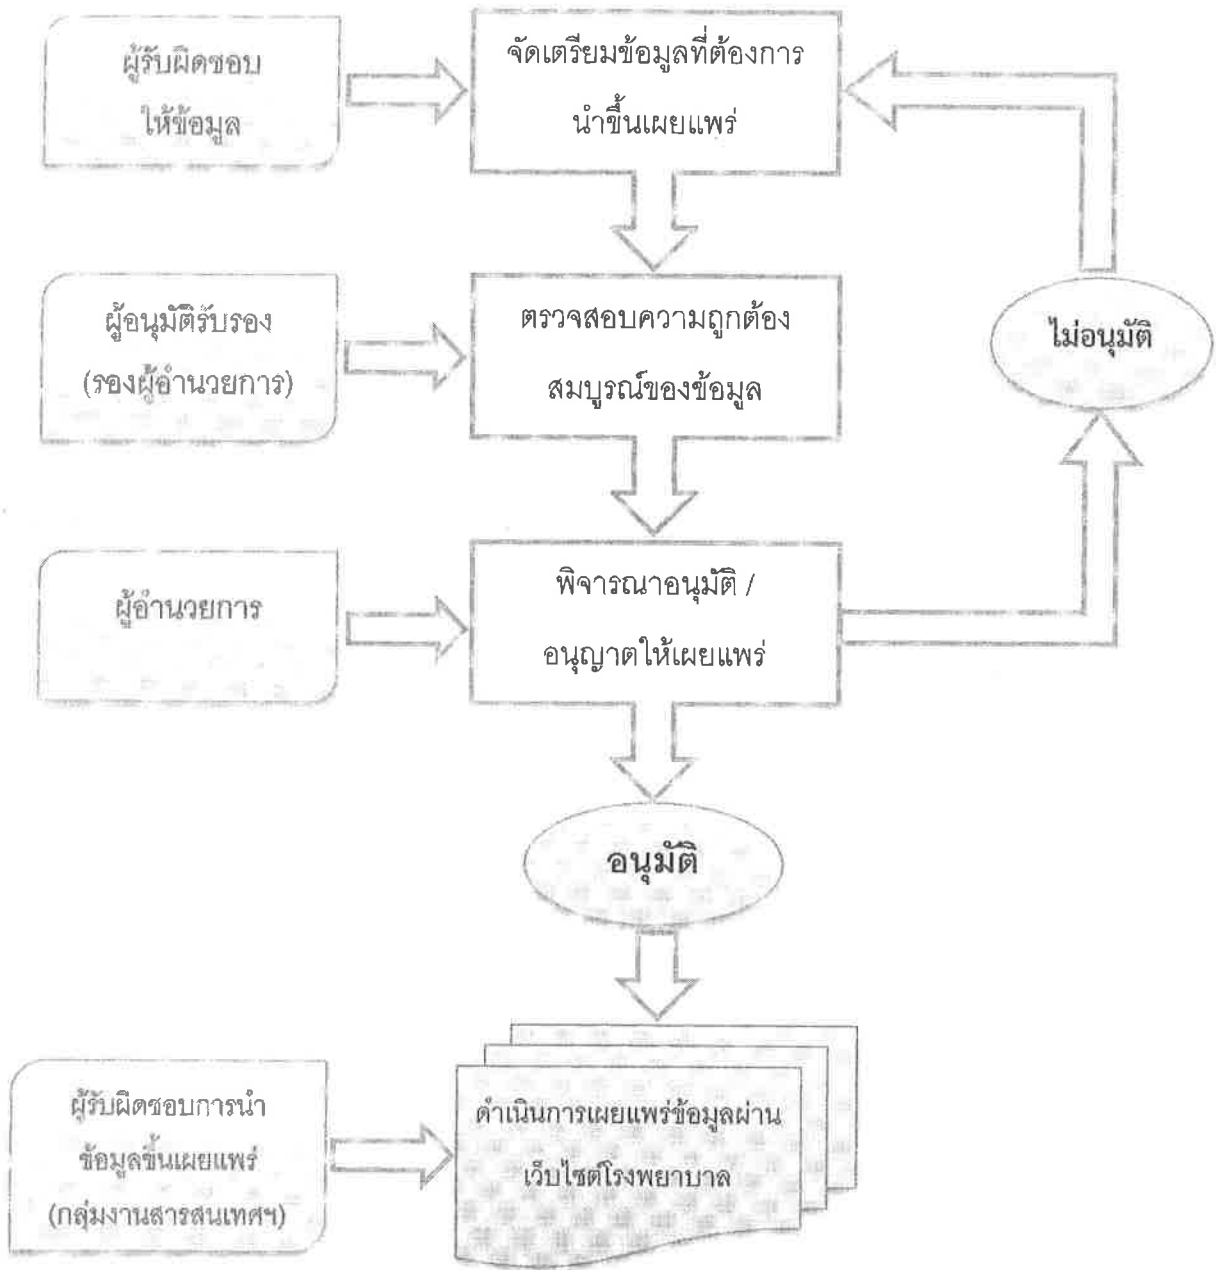 ผู้รับผิดชอบ
ให้ข้อมูล
จัดเตรียมข้อมูลที่ต้องการ
นำขึ้นเผยแพร่
ผู้อนุมัติรับรอง
(รองผู้อำนวยการ)
ตรวจสอบความถูกต้อง
สมบูรณ์ของข้อมูล
ไม่อนุมัติ
ผู้อำนวยการ
พิจารณาอนุมัติ /
อนุญาตให้เผยแพร่
อนุมัติ
ผู้รับผิดชอบการนำ
ข้อมูลขึ้นเผยแพร่
(กลุ่มงานสารสนเทศฯ)
ดำเนินการเผยแพร่ข้อมูลผ่าน
เว็บไซต์โรงพยาบาล